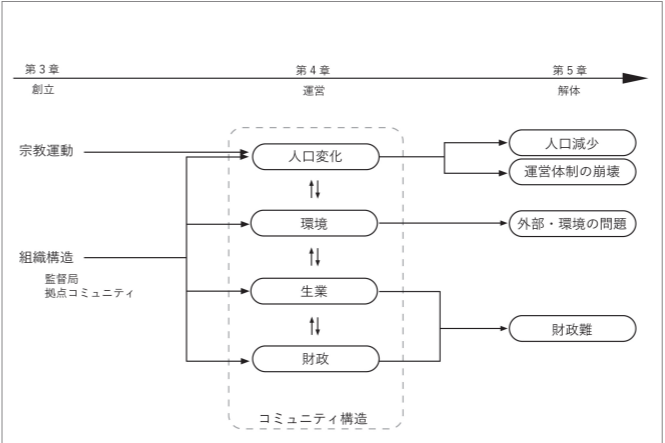 第3章
第4章
第5章
創立
運営
解体
宗教運動
人口変化
人口減少
運営体制の崩壊
環境
外部・環境の問題
組織構造
監督局
拠点コミュニティ
生業
財政難
財政
コミュニティ構造